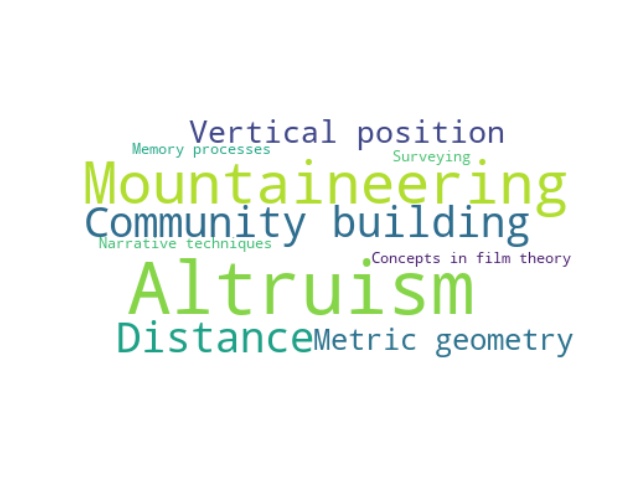 Vertical position
Memory processes
Surveying
Mountaineering
Community building
Narrative techniques
Concepts in film theory
Altruism
Distance
Metric geometry